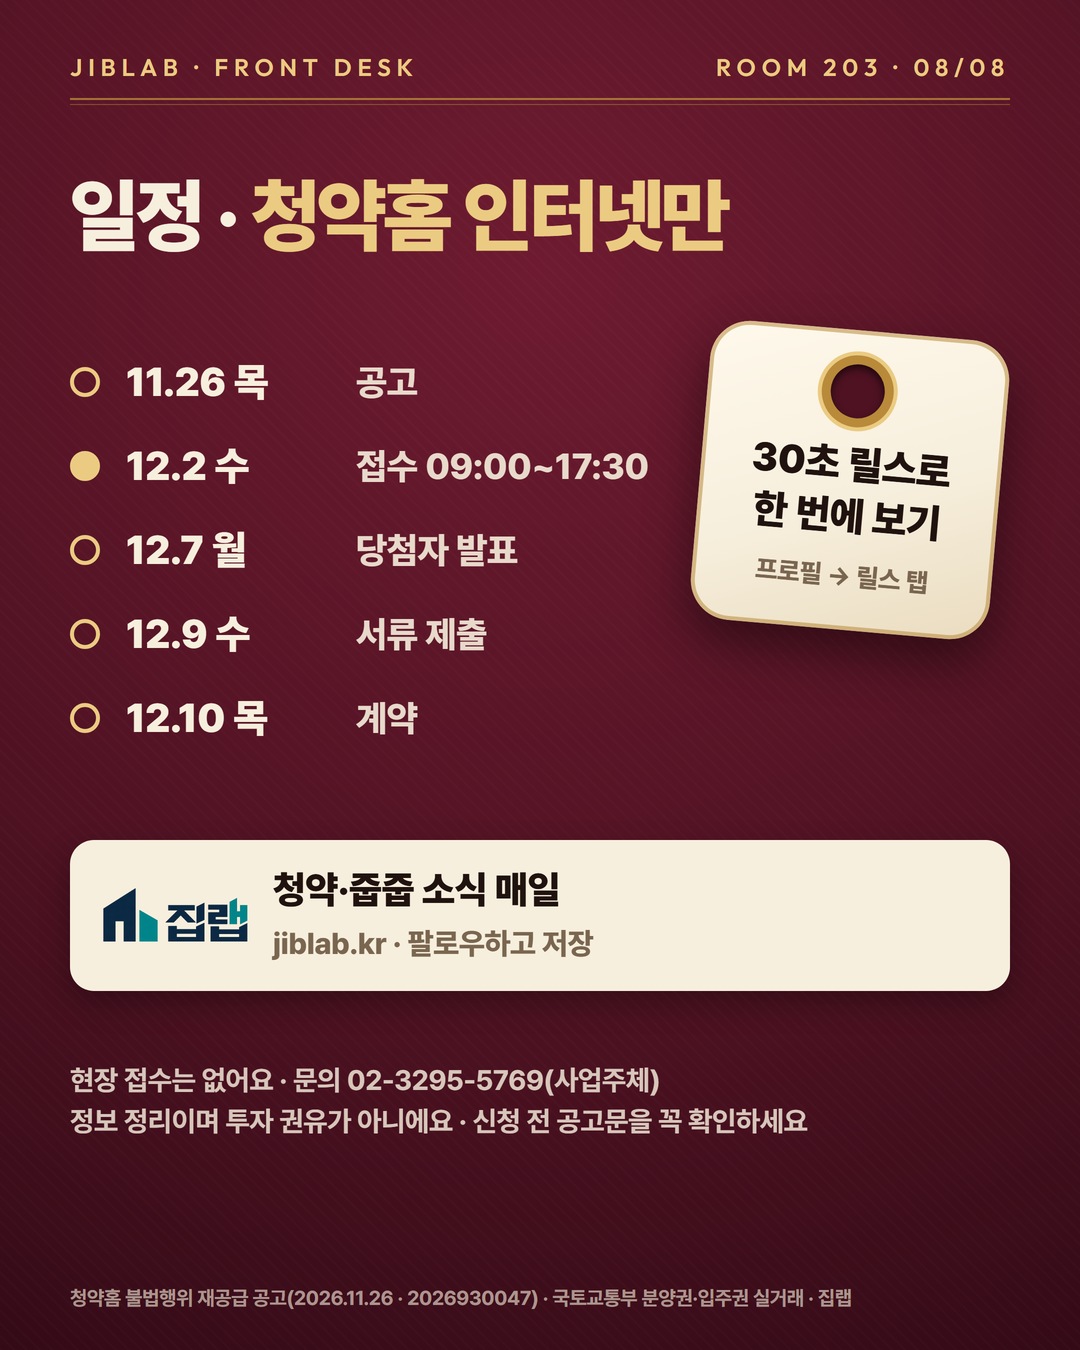 JIBLAB · FRONT DESK
ROOM 203 · 08/08
일정 · 청약홈 인터넷만
11.26 목 공고
12.2 수 접수 09:00~17:30
12.7 월 당첨자 발표
12.9 수 서류 제출
12.10 목 계약
30초 릴스로
한 번에 보기
프로필 → 릴스 탭
집랩
청약·줍줍 소식 매일
jiblab.kr · 팔로우하고 저장
현장 접수는 없어요 · 문의 02-3295-5769(사업주체)
정보 정리이며 투자 권유가 아니에요 · 신청 전 공고문을 꼭 확인하세요
청약홈 불법행위 재공급 공고(2026.11.26 · 2026930047) · 국토교통부 분양권·입주권 실거래 · 집랩